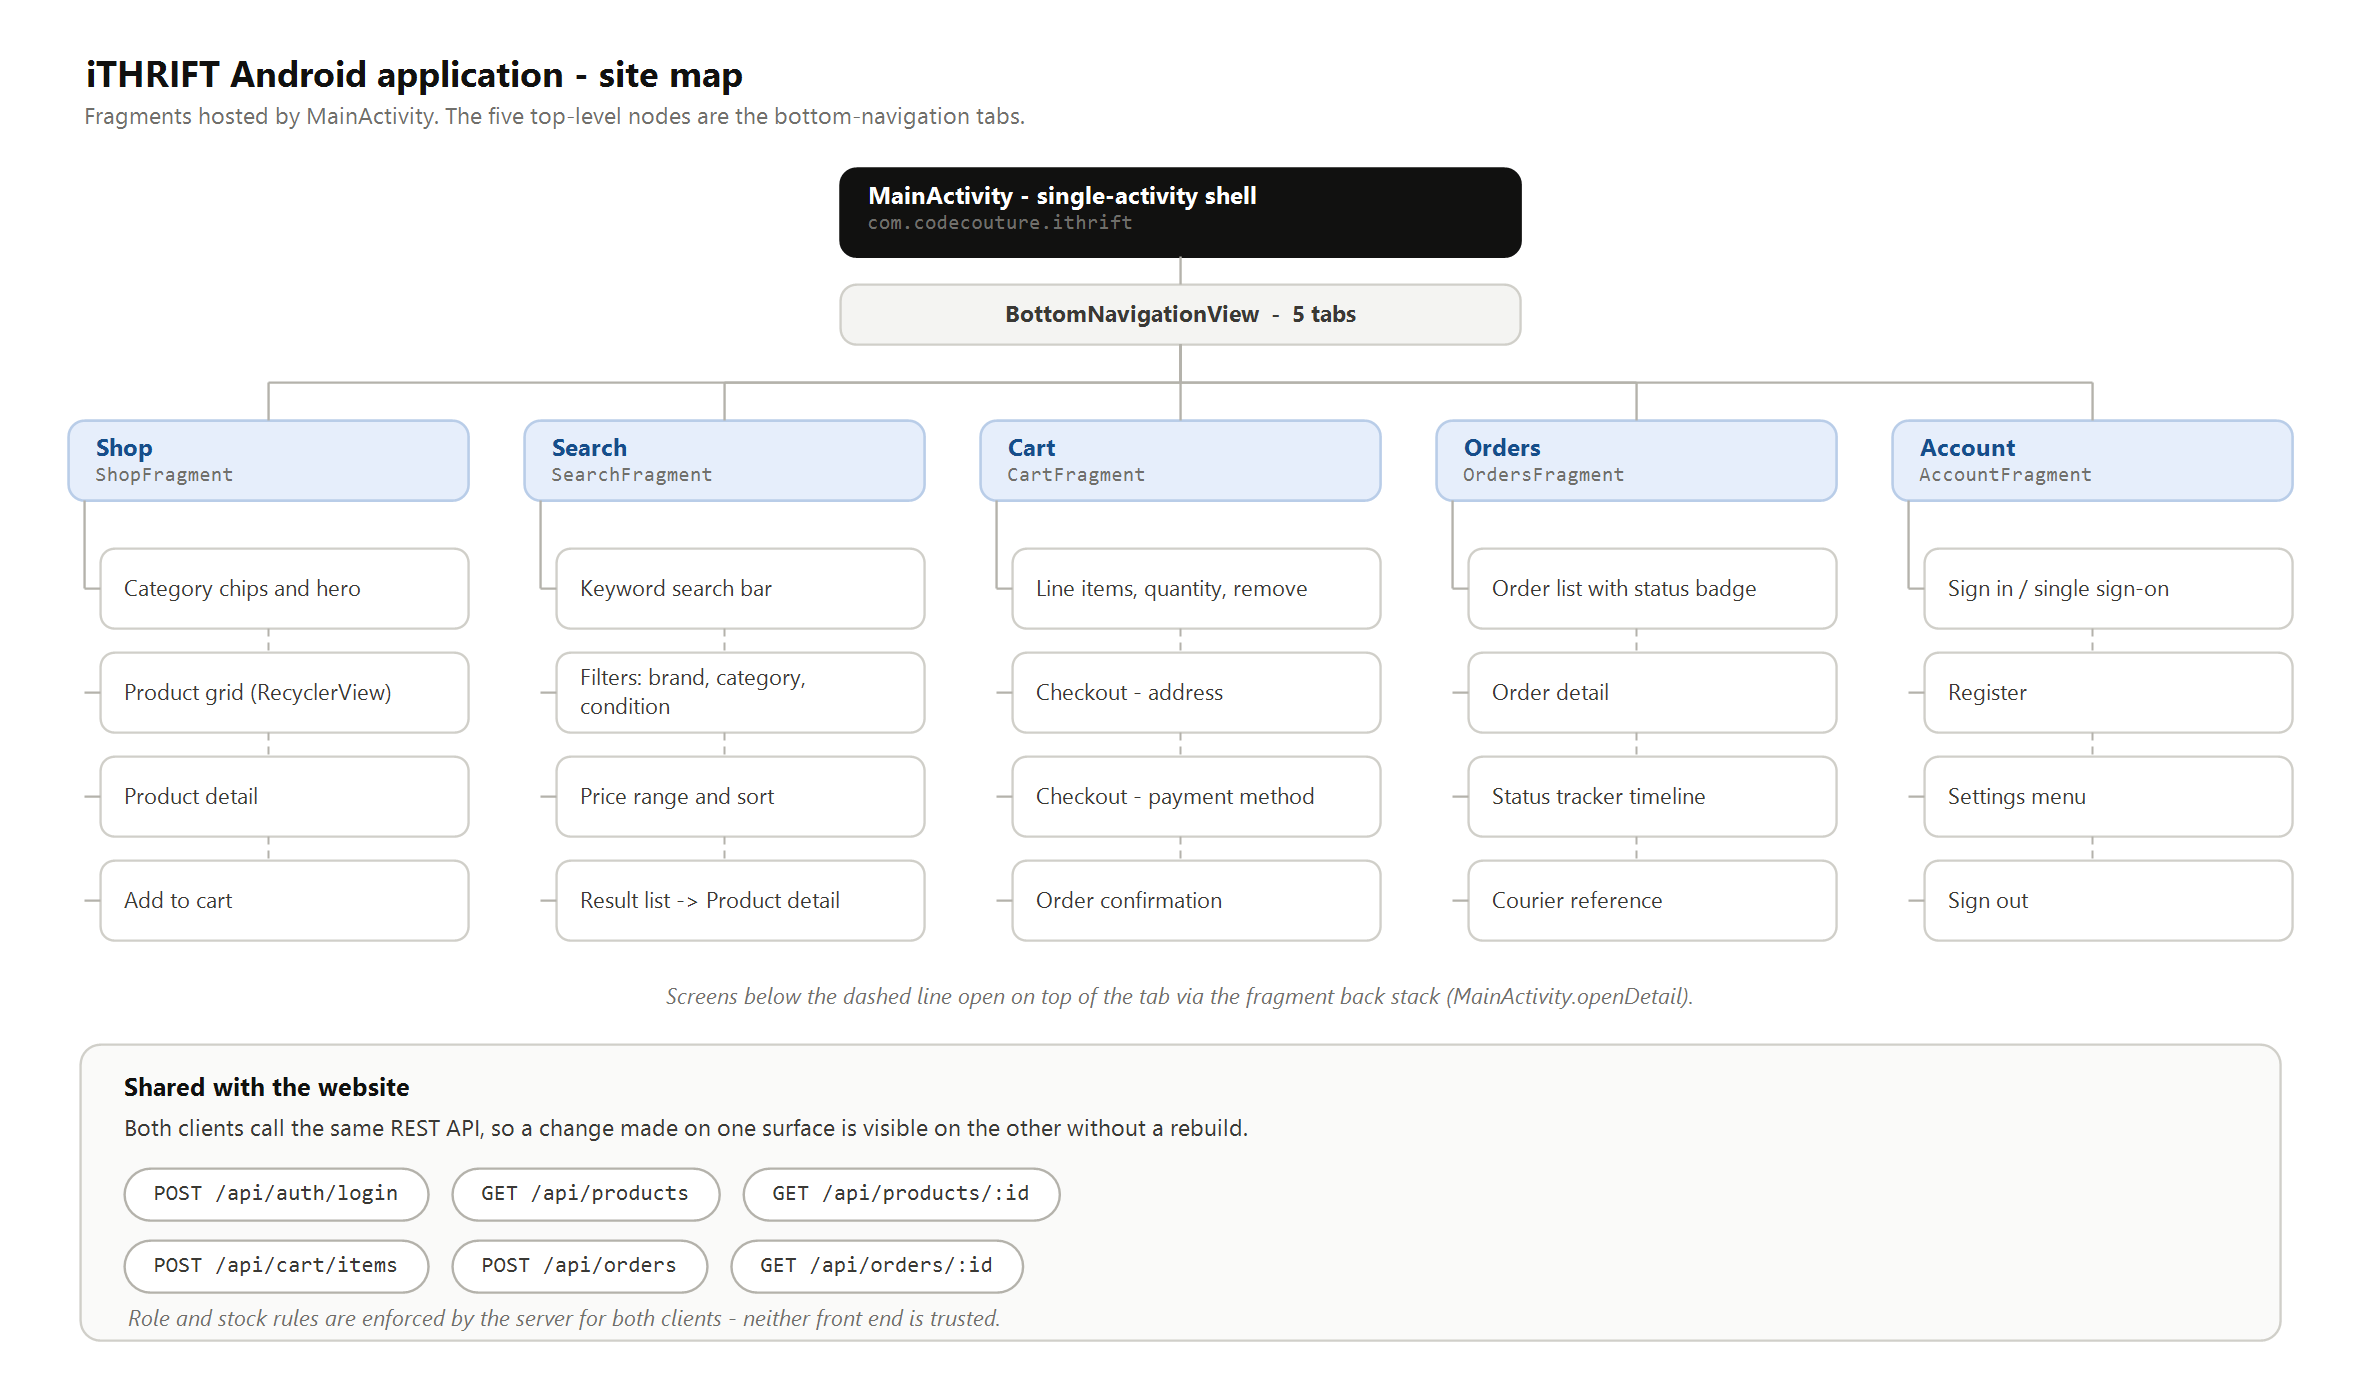 iTHRIFT Android application - site map
Fragments hosted by MainActivity. The five top-level nodes are the bottom-navigation tabs.
MainActivity - single-activity shell
com.codecouture.ithrift
BottomNavigationView - 5 tabs
Shop
ShopFragment
Category chips and hero
Product grid (RecyclerView)
Product detail
Add to cart
Search
SearchFragment
Keyword search bar
Filters: brand, category,
condition
Price range and sort
Result list -> Product detail
Cart
CartFragment
Line items, quantity, remove
Checkout - address
Checkout - payment method
Order confirmation
Orders
OrdersFragment
Order list with status badge
Order detail
Status tracker timeline
Courier reference
Account
AccountFragment
Sign in / single sign-on
Register
Settings menu
Sign out
Screens below the dashed line open on top of the tab via the fragment back stack (MainActivity.openDetail).
Shared with the website
Both clients call the same REST API, so a change made on one surface is visible on the other without a rebuild.
POST /api/auth/login
GET /api/products
GET /api/products/:id
POST /api/cart/items
POST /api/orders
GET /api/orders/:id
Role and stock rules are enforced by the server for both clients - neither front end is trusted.